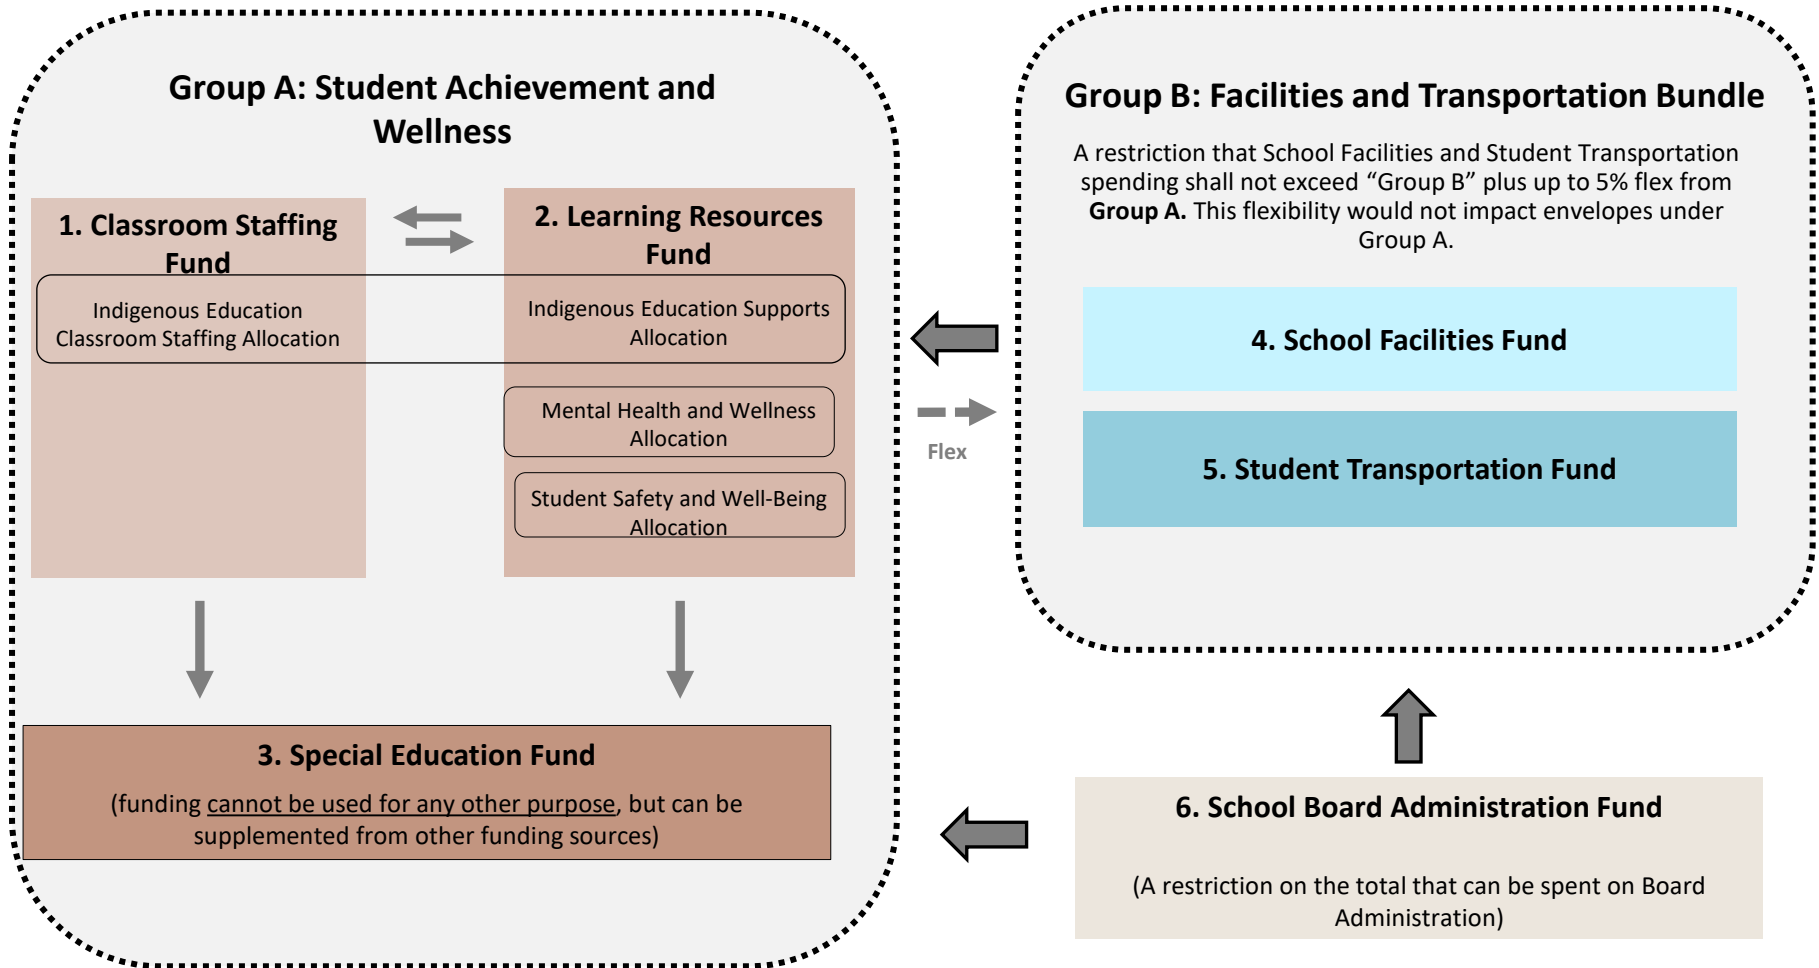 Group A: Student Achievement and
Wellness
1. Classroom Staffing
Fund
Indigenous Education
Classroom Staffing Allocation
2. Learning Resources
Fund
Indigenous Education Supports
Allocation
Mental Health and Wellness
Allocation
Student Safety and Well-Being
Allocation
3. Special Education Fund
(funding cannot be used for any other purpose, but can be
supplemented from other funding sources)
Flex
Group B: Facilities and Transportation Bundle
A restriction that School Facilities and Student Transportation
spending shall not exceed “Group B” plus up to 5% flex from
Group A. This flexibility would not impact envelopes under
Group A.
4. School Facilities Fund
5. Student Transportation Fund
6. School Board Administration Fund
(A restriction on the total that can be spent on Board
Administration)